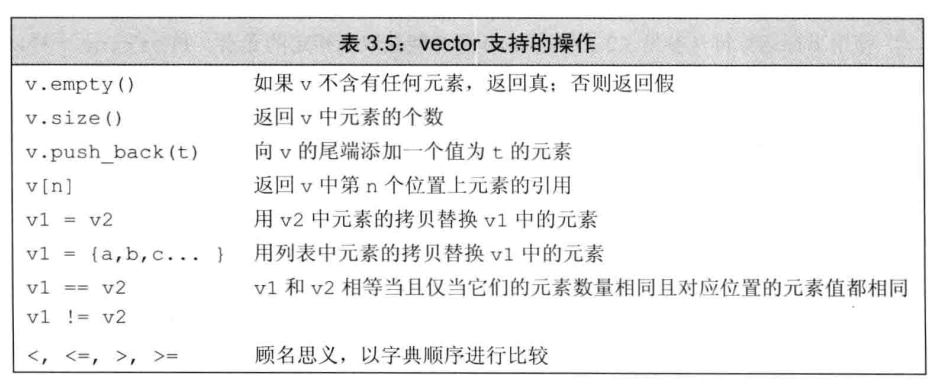 表 3.5：vector 支持的操作
v.empty() 如果 v 不含有任何元素，返回真；否则返回假
v.size() 返回 v 中元素的个数
v.push_back(t) 向 v 的尾端添加一个值为 t 的元素
v[n] 返回 v 中第 n 个位置上元素的引用
v1 = v2 用 v2 中元素的拷贝替换 v1 中的元素
v1 = {a,b,c... } 用列表中元素的拷贝替换 v1 中的元素
v1 == v2 v1 和 v2 相等当且仅当它们的元素数量相同且对应位置的元素值都相同
v1 != v2
<, <=, >, >= 顾名思义，以字典顺序进行比较